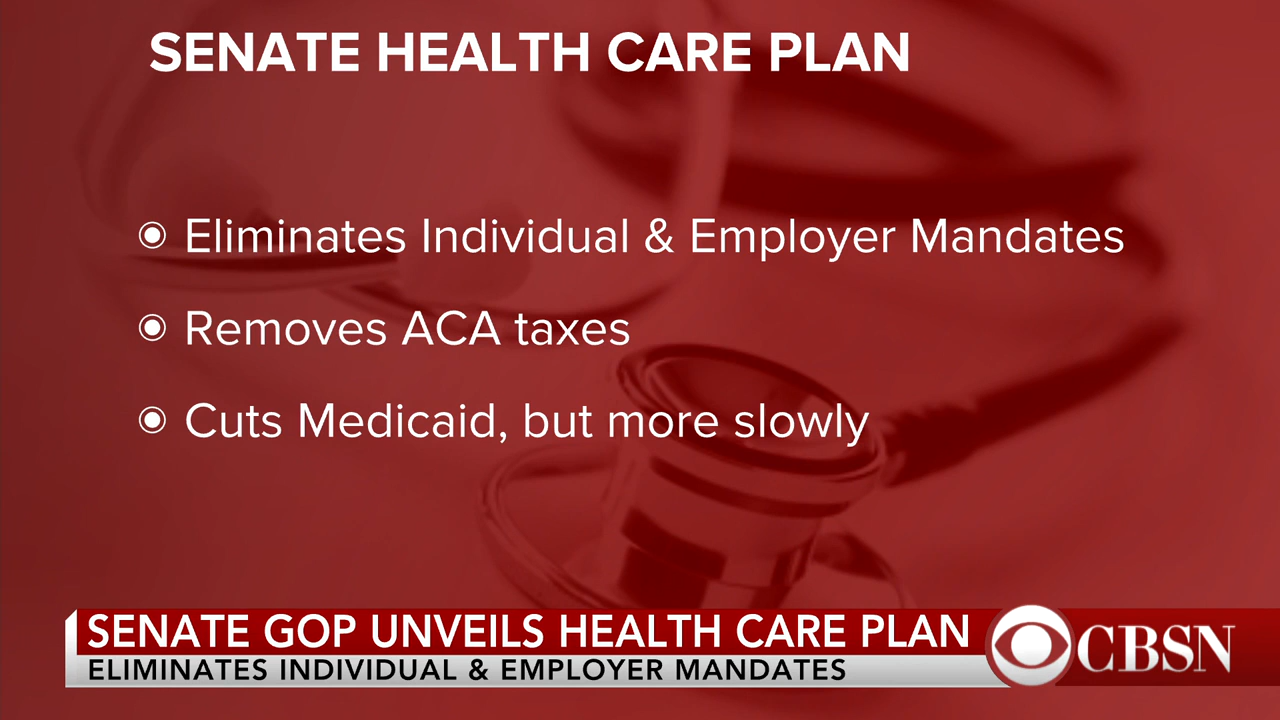 SENATE HEALTH CARE PLAN
Eliminates Individual & Employer Mandates
Removes ACA taxes
Cuts Medicaid, but more slowly
SENATE GOP UNVEILS HEALTH CARE PLAN
ELIMINATES INDIVIDUAL & EMPLOYER MANDATES
CBSN